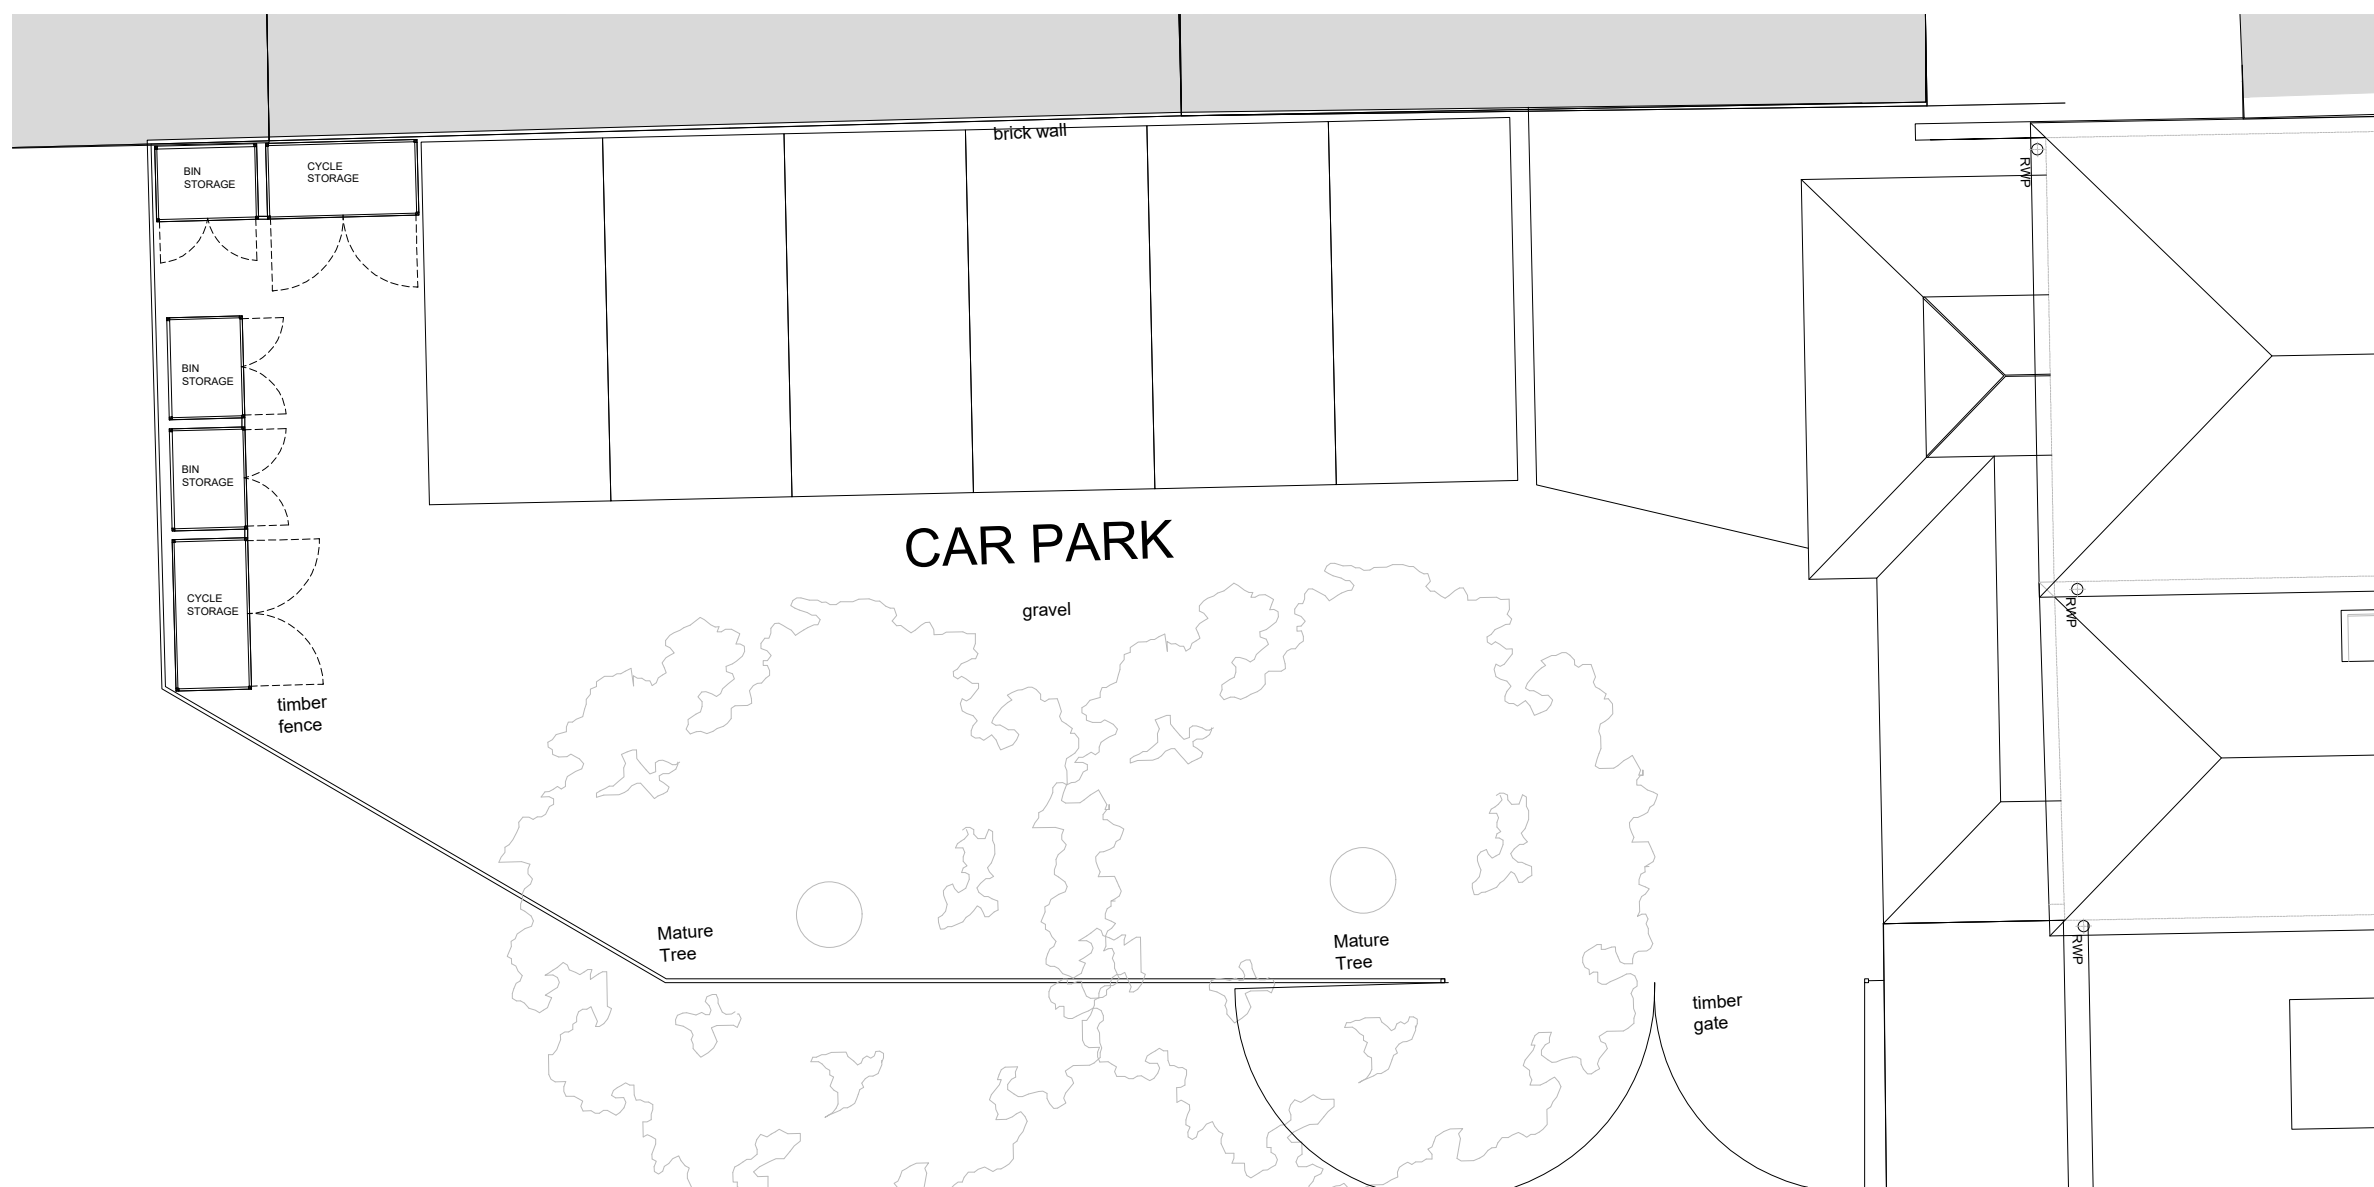 brick wall
BIN
STORAGE
CYCLE
STORAGE
RWP
BIN
STORAGE
BIN
STORAGE
CAR PARK
gravel
CYCLE
STORAGE
RWP
timber
fence
Mature
Tree
Mature
Tree
RWP
timber
gate